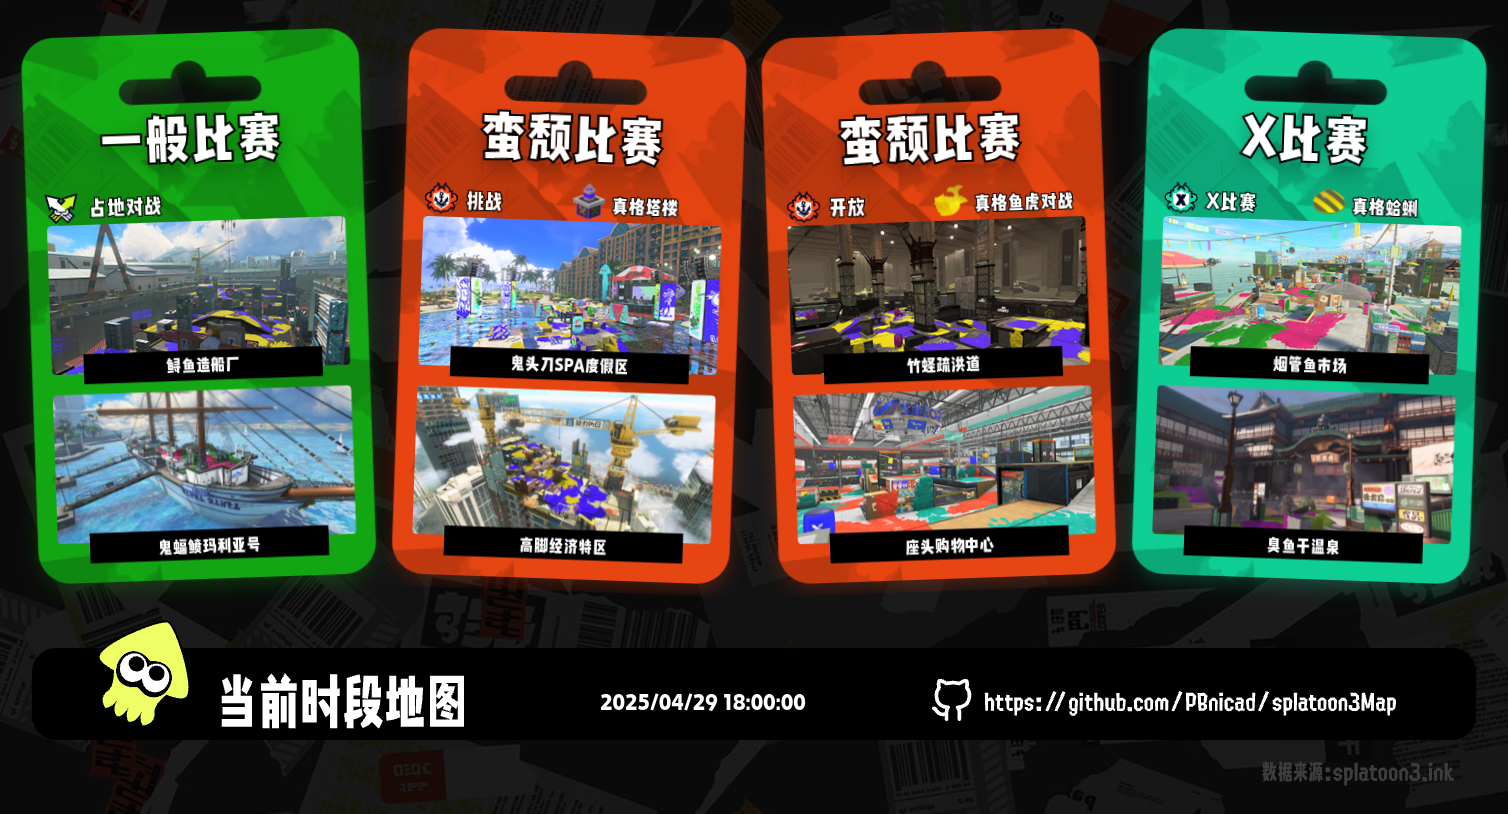 一般比赛
占地对战
鲟鱼造船厂
鬼蝠鲼玛利亚号
蛮颓比赛
挑战
真格塔楼
鬼头刀SPA度假区
高脚经济特区
蛮颓比赛
开放
真格鱼虎对战
竹蛏疏洪道
座头购物中心
X比赛
X比赛
真格蛤蜊
烟管鱼市场
臭鱼干温泉
当前时段地图
2025/04/29 18:00:00
https://github.com/PBnicad/splatoon3Map
数据来源:splatoon3.ink